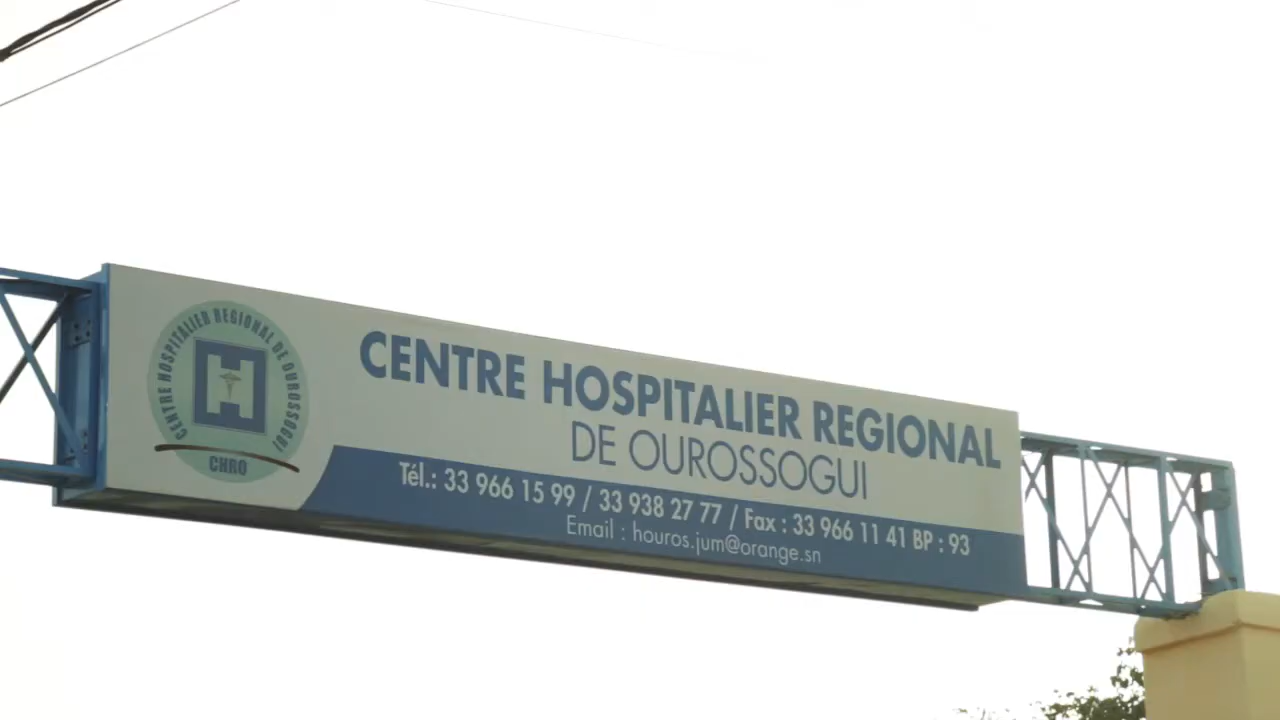 CENTRE HOSPITALIER REGIONAL DE OUROSSOGUI
H
CHRO
CENTRE HOSPITALIER REGIONAL
DE OUROSSOGUI
Tél.: 33 966 15 99 / 33 938 27 77 / Fax : 33 966 11 41 BP : 93
Email : houros.jum@orange.sn